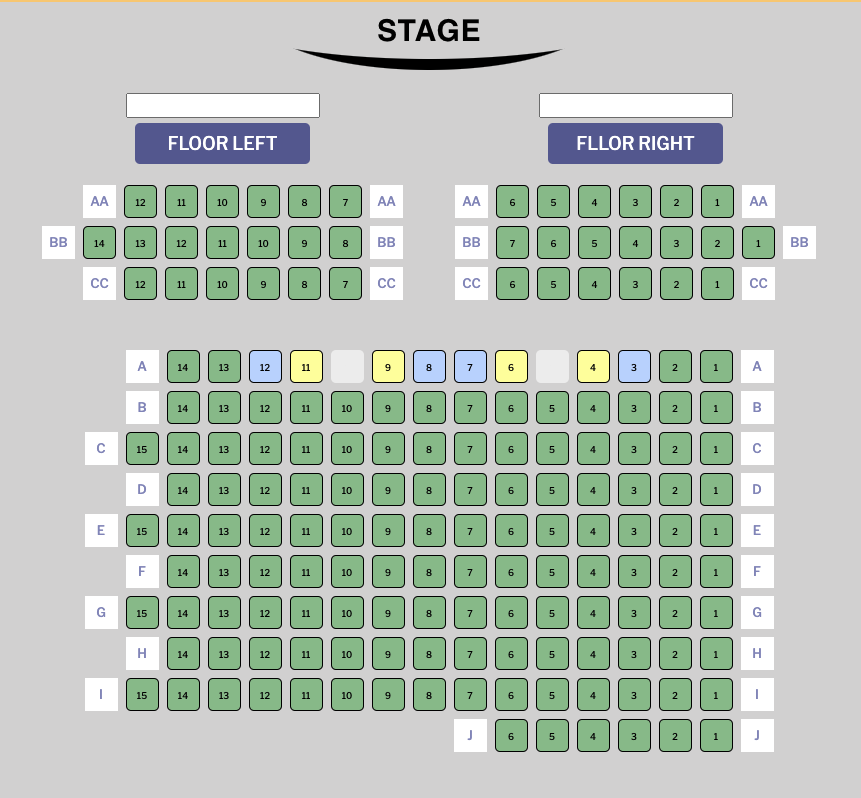 STAGE
FLOOR LEFT FLLOR RIGHT
AA 12 11 10 9 8 7 AA AA 6 5 4 3 2 1 AA
BB 14 13 12 11 10 9 8 BB BB 7 6 5 4 3 2 1 BB
CC 12 11 10 9 8 7 CC CC 6 5 4 3 2 1 CC
A 14 13 12 11 9 8 7 6 4 3 2 1 A
B 14 13 12 11 10 9 8 7 6 5 4 3 2 1 B
C 15 14 13 12 11 10 9 8 7 6 5 4 3 2 1 C
D 14 13 12 11 10 9 8 7 6 5 4 3 2 1 D
E 15 14 13 12 11 10 9 8 7 6 5 4 3 2 1 E
F 14 13 12 11 10 9 8 7 6 5 4 3 2 1 F
G 15 14 13 12 11 10 9 8 7 6 5 4 3 2 1 G
H 14 13 12 11 10 9 8 7 6 5 4 3 2 1 H
I 15 14 13 12 11 10 9 8 7 6 5 4 3 2 1 I
J 6 5 4 3 2 1 J